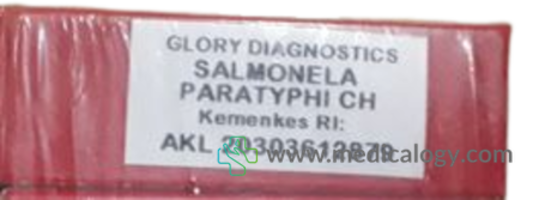 GLORY DIAGNOSTICS
SALMONELA
PARATYPHI CH
Kemenkes RI:
AKL 20303612879
www.medicalogy.com